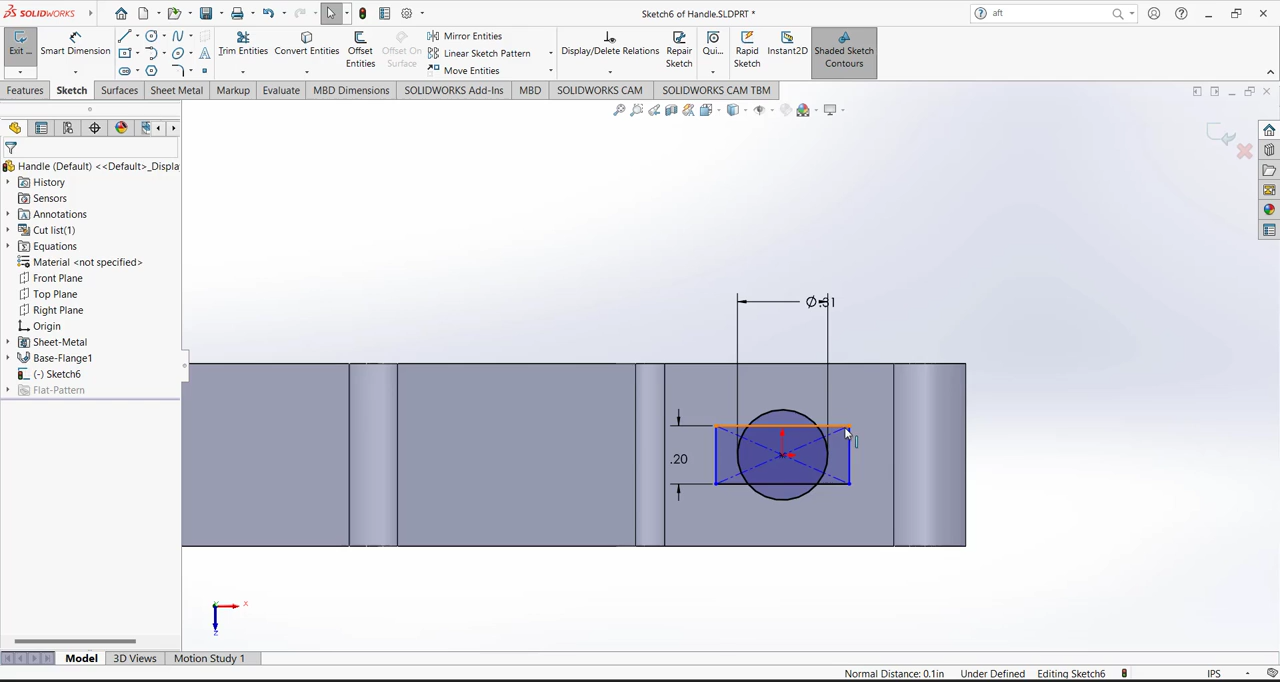 SOLIDWORKS
Sketch6 of Handle.SLDPRT *
aft
Exit ...
Smart Dimension
Trim Entities
Convert Entities
Offset Entities
Offset On Surface
Mirror Entities
Linear Sketch Pattern
Move Entities
Display/Delete Relations
Repair Sketch
Qui...
Rapid Sketch
Instant2D
Shaded Sketch Contours
Features
Sketch
Surfaces
Sheet Metal
Markup
Evaluate
MBD Dimensions
SOLIDWORKS Add-Ins
MBD
SOLIDWORKS CAM
SOLIDWORKS CAM TBM
Handle (Default) <<Default>_Displa
History
Sensors
Annotations
Cut list(1)
Equations
Material <not specified>
Front Plane
Top Plane
Right Plane
Origin
Sheet-Metal
Base-Flange1
(-) Sketch6
Flat-Pattern
Ø.31
.20
X
Z
Model
3D Views
Motion Study 1
Normal Distance: 0.1in
Under Defined
Editing Sketch6
IPS